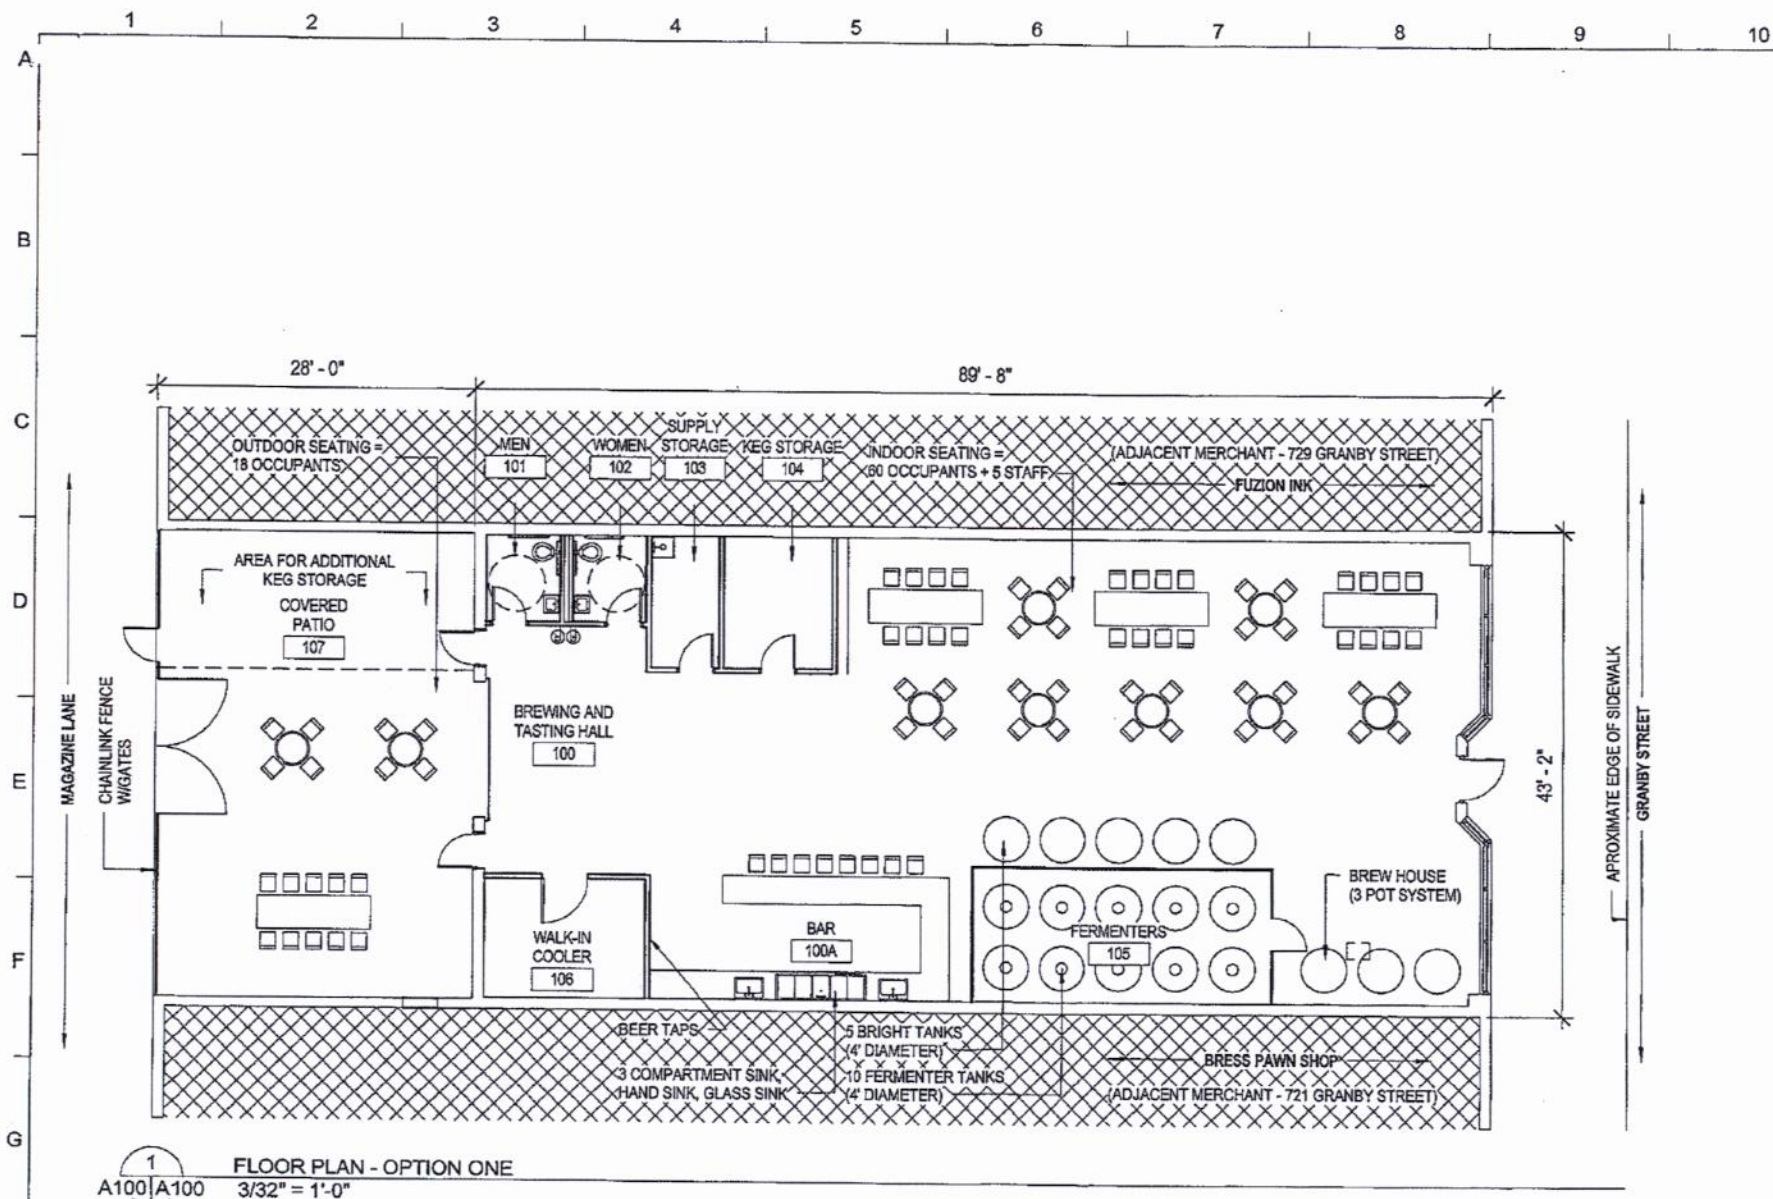 1 2 3 4 5 6 7 8 9 10
A
B
C
D
E
F
G
28' - 0"
89' - 8"
OUTDOOR SEATING =
18 OCCUPANTS
MEN
101
WOMEN
102
SUPPLY
STORAGE
103
KEG STORAGE
104
INDOOR SEATING =
60 OCCUPANTS + 5 STAFF
(ADJACENT MERCHANT - 729 GRANBY STREET)
FUZION INK
AREA FOR ADDITIONAL
KEG STORAGE
COVERED
PATIO
107
MAGAZINE LANE
CHAINLINK FENCE
W/GATES
BREWING AND
TASTING HALL
100
43' - 2"
APROXIMATE EDGE OF SIDEWALK
GRANBY STREET
BREW HOUSE
(3 POT SYSTEM)
WALK-IN
COOLER
106
BAR
100A
FERMENTERS
105
BEER TAPS
3 COMPARTMENT SINK,
HAND SINK, GLASS SINK
5 BRIGHT TANKS
(4' DIAMETER)
10 FERMENTER TANKS
(4' DIAMETER)
BRESS PAWN SHOP
(ADJACENT MERCHANT - 721 GRANBY STREET)
1
A100 A100
FLOOR PLAN - OPTION ONE
3/32" = 1'-0"